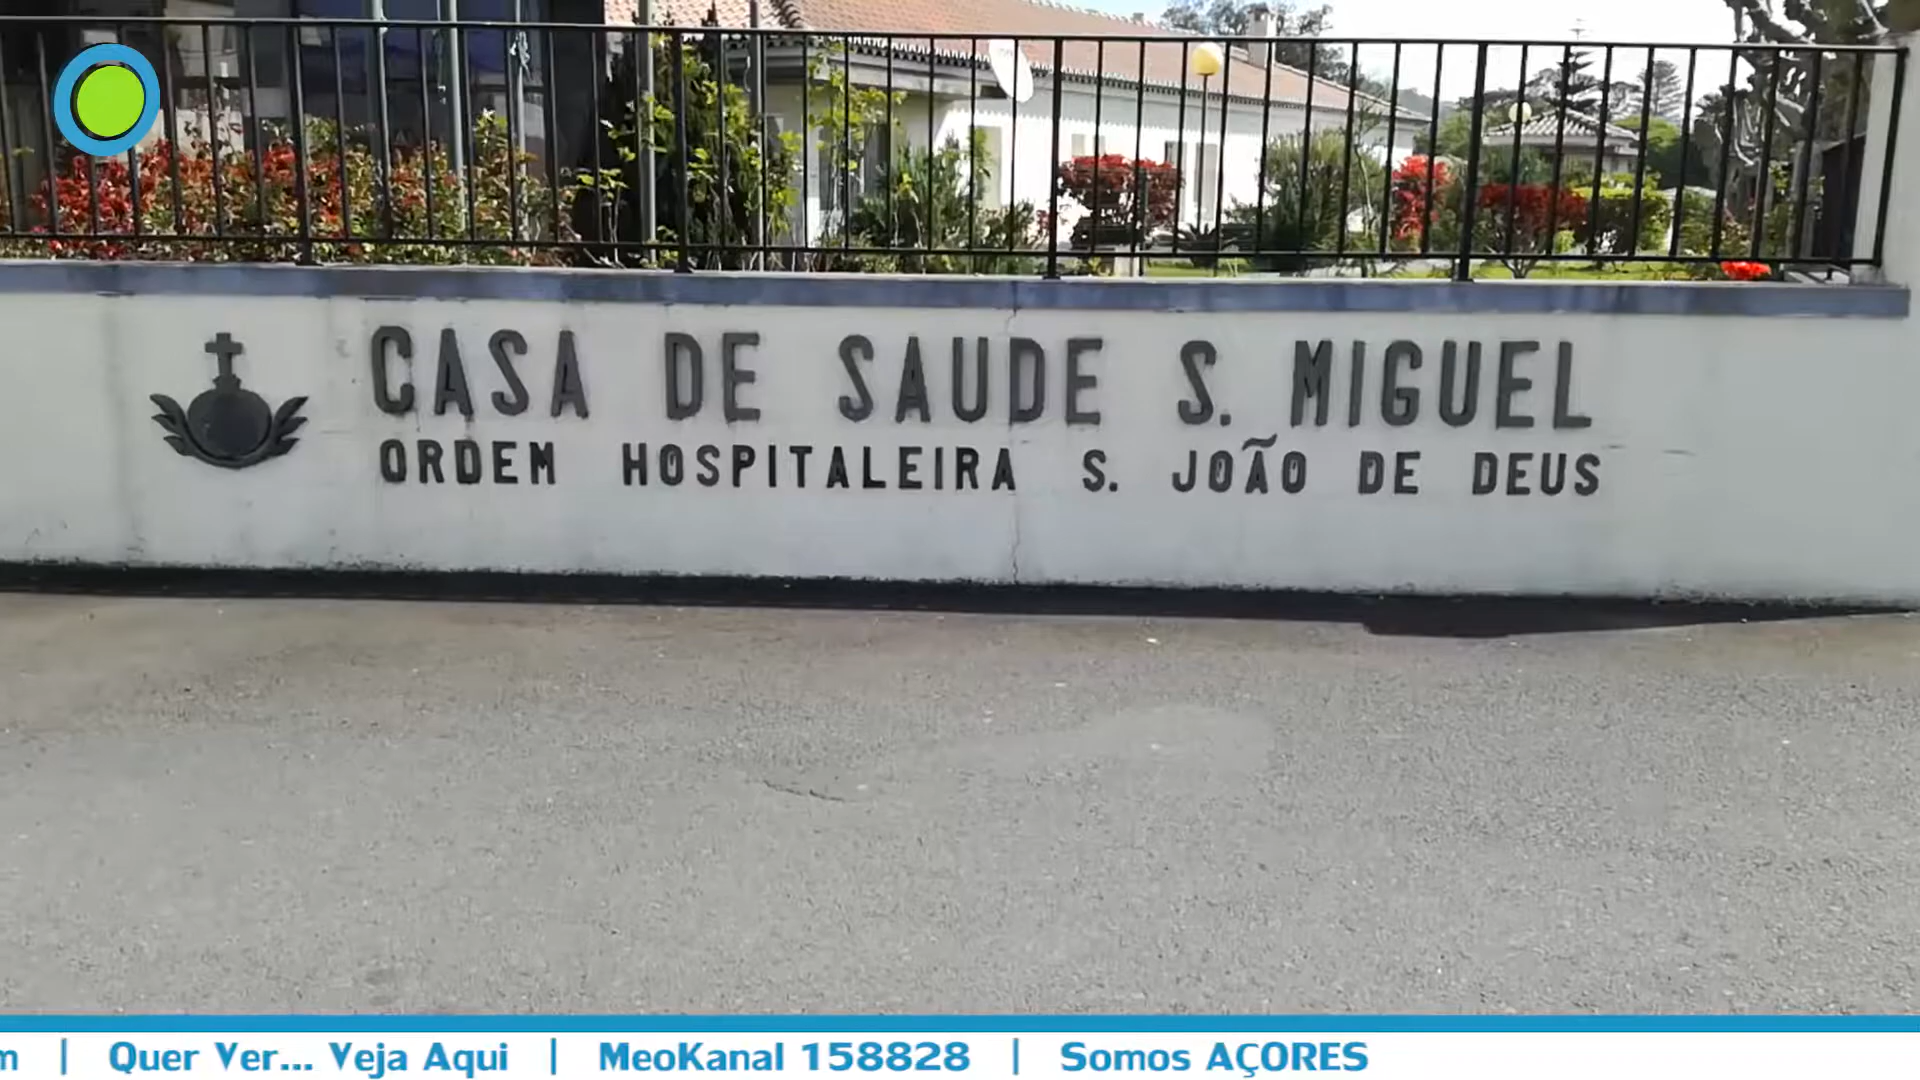 CASA DE SAUDE S. MIGUEL
ORDEM HOSPITALEIRA S. JOÃO DE DEUS
m | Quer Ver... Veja Aqui | MeoKanal 158828 | Somos AÇORES